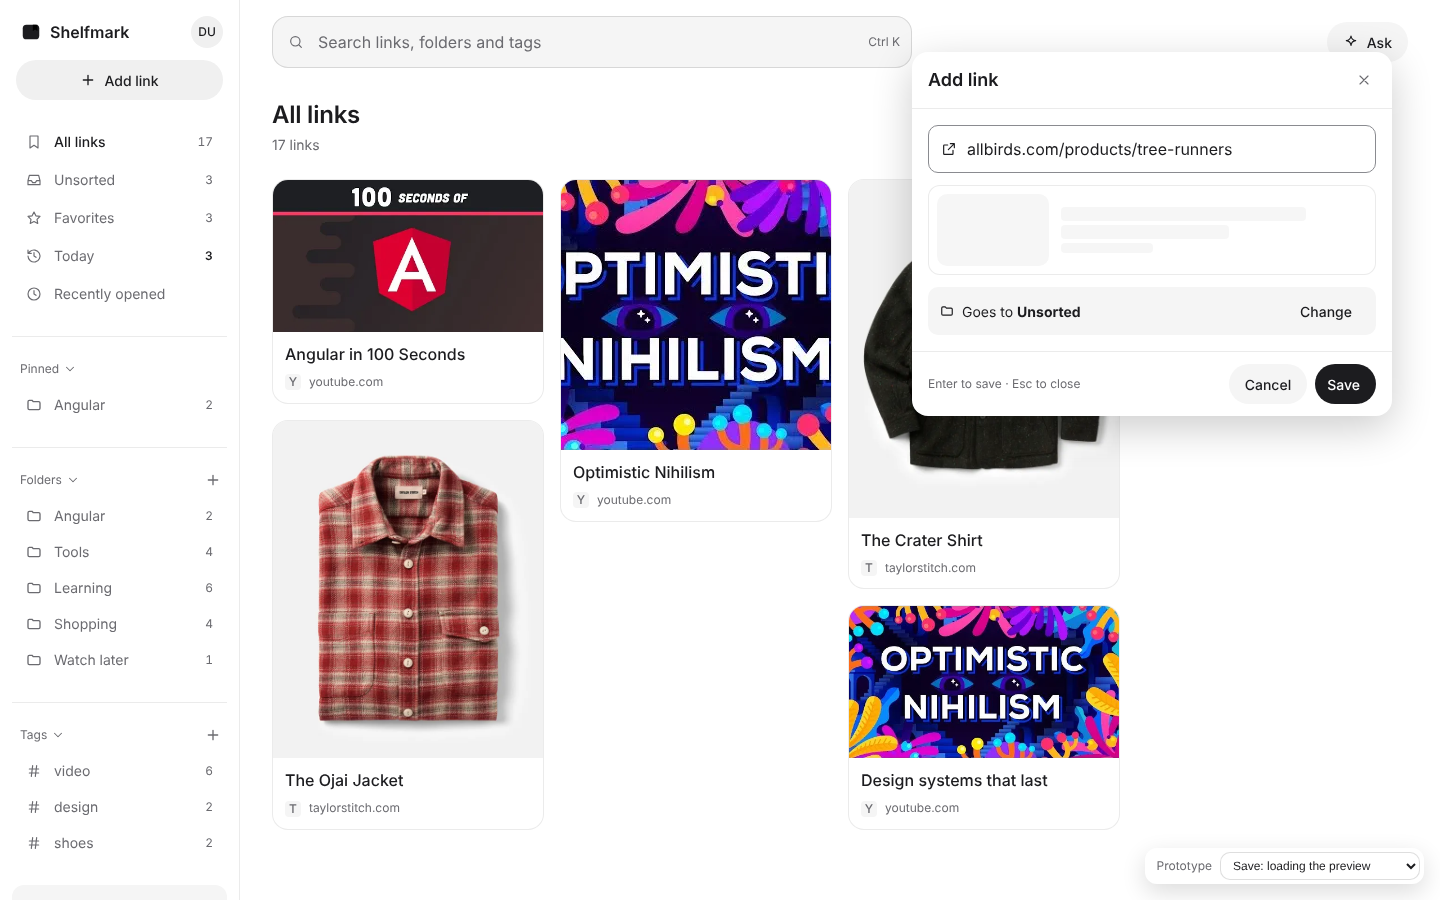 Shelfmark
DU
Add link
All links 17
Unsorted 3
Favorites 3
Today 3
Recently opened
Pinned
Angular 2
Folders
Angular 2
Tools 4
Learning 6
Shopping 4
Watch later 1
Tags
# video 6
# design 2
# shoes 2
Search links, folders and tags Ctrl K
Ask
All links
17 links
100 SECONDS OF
A
Angular in 100 Seconds
Y youtube.com
The Ojai Jacket
T taylorstitch.com
PTIMISTI
NIHILISM
Optimistic Nihilism
Y youtube.com
The Crater Shirt
T taylorstitch.com
OPTIMISTIC
NIHILISM
Design systems that last
Y youtube.com
Add link
allbirds.com/products/tree-runners
Goes to Unsorted Change
Enter to save · Esc to close Cancel Save
Prototype Save: loading the preview